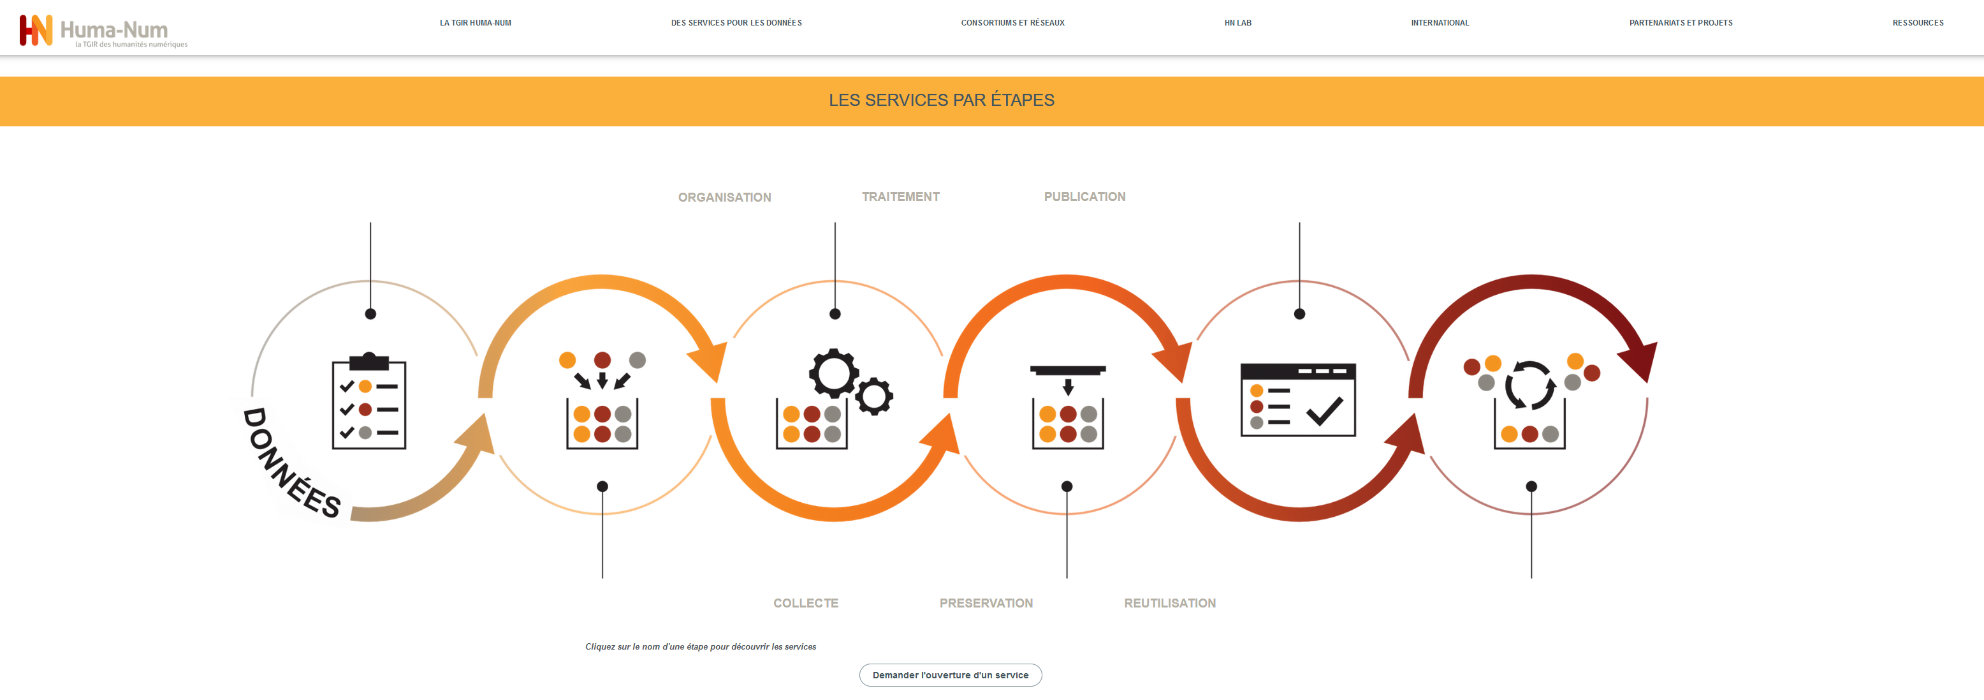 Huma-Num
la TGIR des humanités numériques
LA TGIR HUMA-NUM
DES SERVICES POUR LES DONNÉES
CONSORTIUMS ET RÉSEAUX
HN LAB
INTERNATIONAL
PARTENARIATS ET PROJETS
RESSOURCES
LES SERVICES PAR ÉTAPES
ORGANISATION
TRAITEMENT
PUBLICATION
DONNÉES
COLLECTE
PRESERVATION
REUTILISATION
Cliquez sur le nom d'une étape pour découvrir les services
Demander l'ouverture d'un service